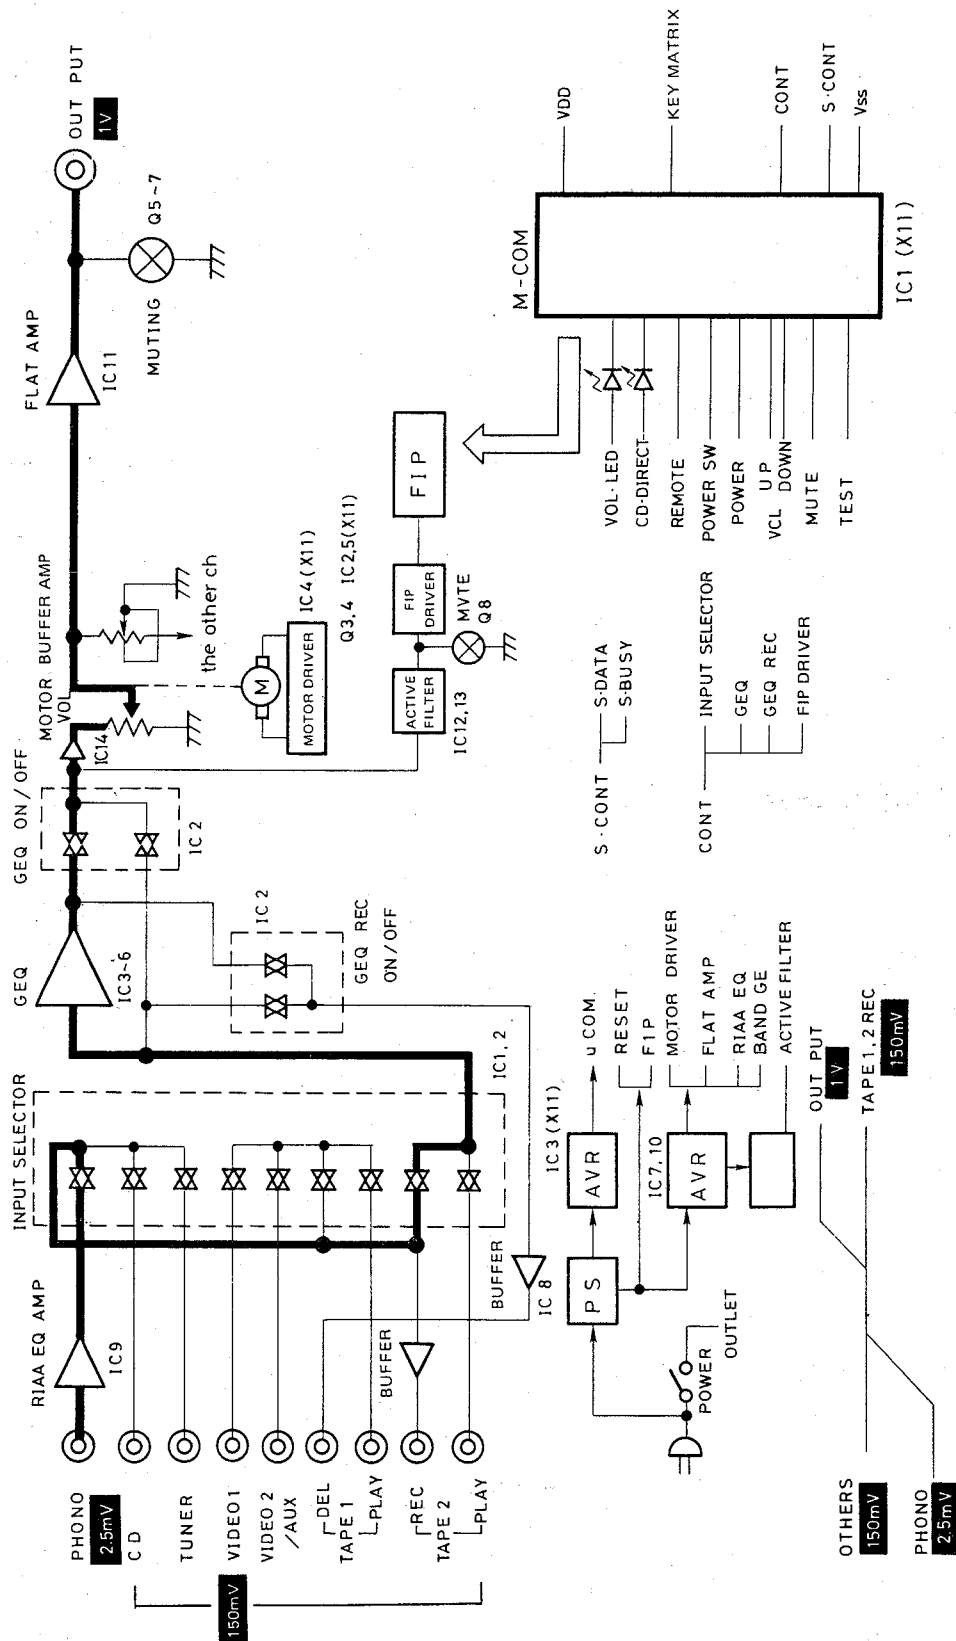 PHONO
2.5mV
CD
TUNER
VIDEO 1
VIDEO 2
/AUX
DEL
TAPE 1
PLAY
REC
TAPE 2
PLAY
150mV
RIAA EQ AMP
IC9
INPUT SELECTOR
IC1, 2
BUFFER
BUFFER
IC 8
GEQ
IC3~6
IC 2
GEQ REC
ON/OFF
GEQ ON/OFF
IC 2
IC14
MOTOR BUFFER AMP
VOL
the other ch
M
MOTOR DRIVER
IC4 (X11)
Q3,4 IC2,5(X11)
ACTIVE
FILTER
IC12,13
FIP
DRIVER
MVTE
Q8
FIP
FLAT AMP
IC11
MUTING
Q5~7
OUT PUT
1V
POWER
OUTLET
PS
IC3 (X11)
AVR
u COM.
RESET
FIP
IC7,10
AVR
MOTOR DRIVER
FLAT AMP
RIAA EQ
BAND GE
ACTIVE FILTER
OTHERS
150mV
PHONO
2.5mV
OUT PUT
1V
TAPE 1, 2 REC
150mV
S·CONT
S·DATA
S·BUSY
CONT
INPUT SELECTOR
GEQ
GEQ REC
FIP DRIVER
M-COM
IC1 (X11)
VOL·LED
CD·DIRECT
REMOTE
POWER SW
POWER
UP
VCL
DOWN
MUTE
TEST
VDD
KEY MATRIX
CONT
S·CONT
Vss